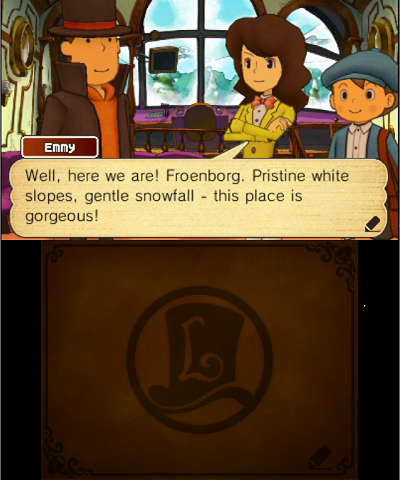 Emmy
Well, here we are! Froenborg. Pristine white
slopes, gentle snowfall - this place is
gorgeous!
L